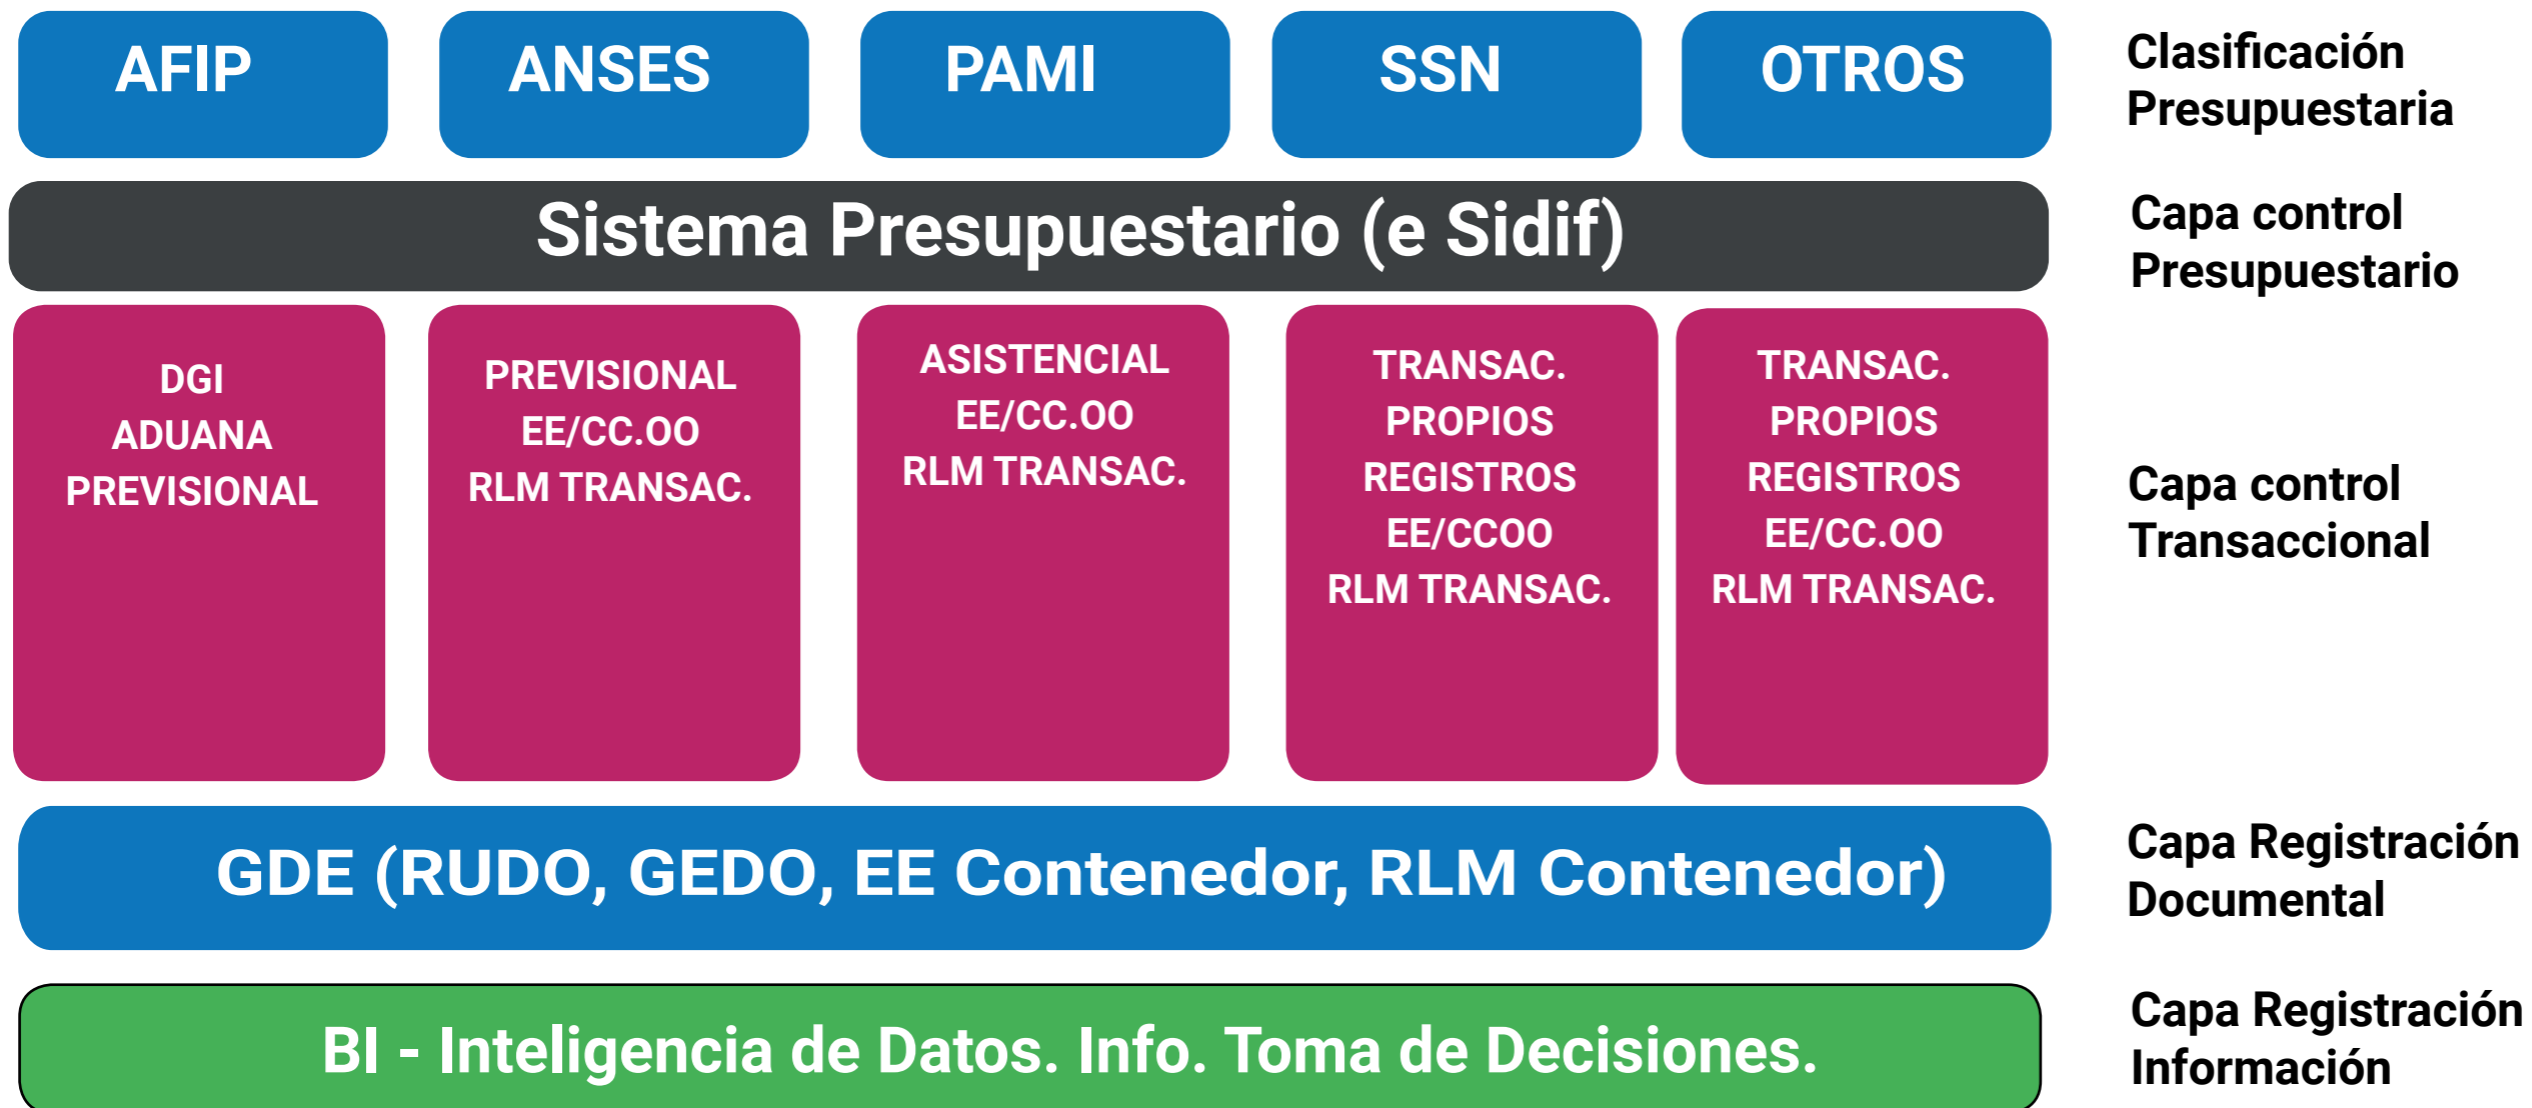 AFIP
ANSES
PAMI
SSN
OTROS
Clasificación
Presupuestaria
Sistema Presupuestario (e Sidif)
Capa control
Presupuestario
DGI
ADUANA
PREVISIONAL
PREVISIONAL
EE/CC.OO
RLM TRANSAC.
ASISTENCIAL
EE/CC.OO
RLM TRANSAC.
TRANSAC.
PROPIOS
REGISTROS
EE/CCOO
RLM TRANSAC.
TRANSAC.
PROPIOS
REGISTROS
EE/CC.OO
RLM TRANSAC.
Capa control
Transaccional
GDE (RUDO, GEDO, EE Contenedor, RLM Contenedor)
Capa Registración
Documental
BI - Inteligencia de Datos. Info. Toma de Decisiones.
Capa Registración
Información